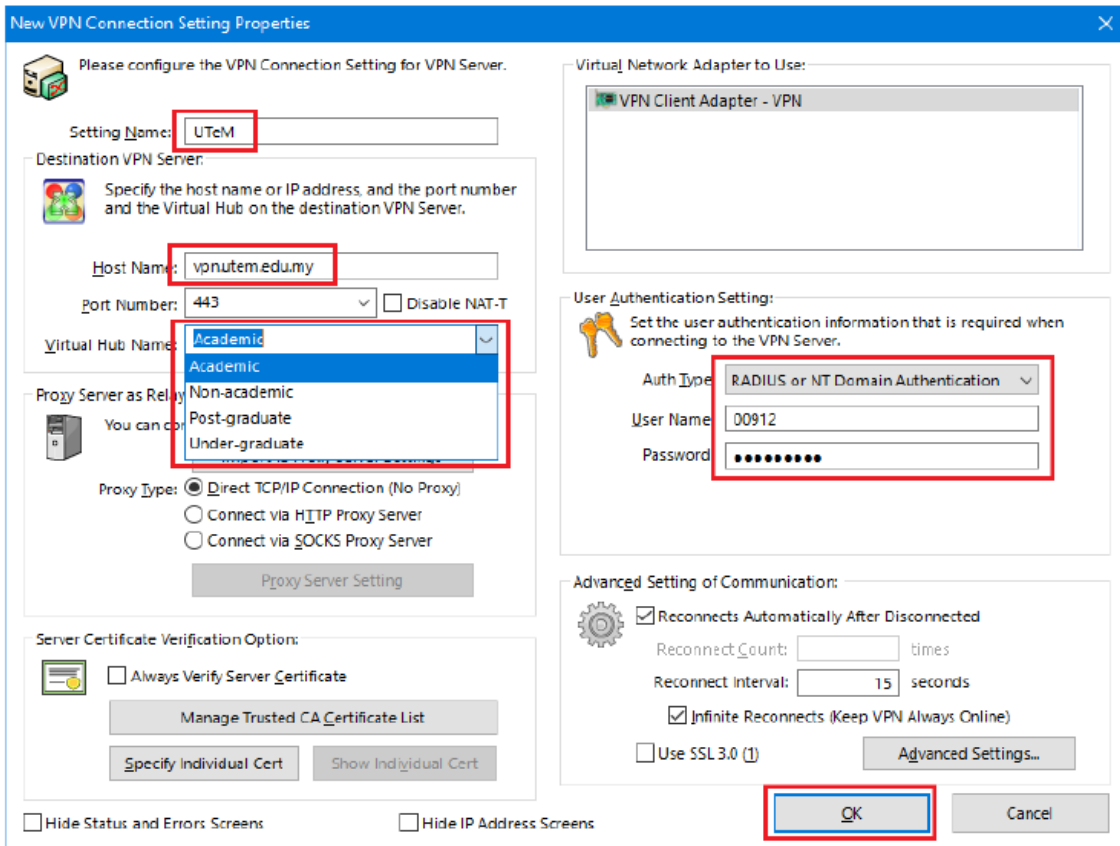 New VPN Connection Setting Properties
Please configure the VPN Connection Setting for VPN Server.
Setting Name: UTeM
Destination VPN Server:
Specify the host name or IP address, and the port number
and the Virtual Hub on the destination VPN Server.
Host Name: vpn.utem.edu.my
Port Number: 443 Disable NAT-T
Virtual Hub Name: Academic
Academic
Non-academic
Post-graduate
Under-graduate
Proxy Server as Relay
You can
Proxy Type: Direct TCP/IP Connection (No Proxy)
Connect via HTTP Proxy Server
Connect via SOCKS Proxy Server
Proxy Server Setting
Server Certificate Verification Option:
Always Verify Server Certificate
Manage Trusted CA Certificate List
Specify Individual Cert Show Individual Cert
Hide Status and Errors Screens Hide IP Address Screens
Virtual Network Adapter to Use:
VPN Client Adapter - VPN
User Authentication Setting:
Set the user authentication information that is required when
connecting to the VPN Server.
Auth Type RADIUS or NT Domain Authentication
User Name 00912
Password ●●●●●●●●●
Advanced Setting of Communication:
Reconnects Automatically After Disconnected
Reconnect Count: times
Reconnect Interval: 15 seconds
Infinite Reconnects (Keep VPN Always Online)
Use SSL 3.0 (1) Advanced Settings...
OK Cancel